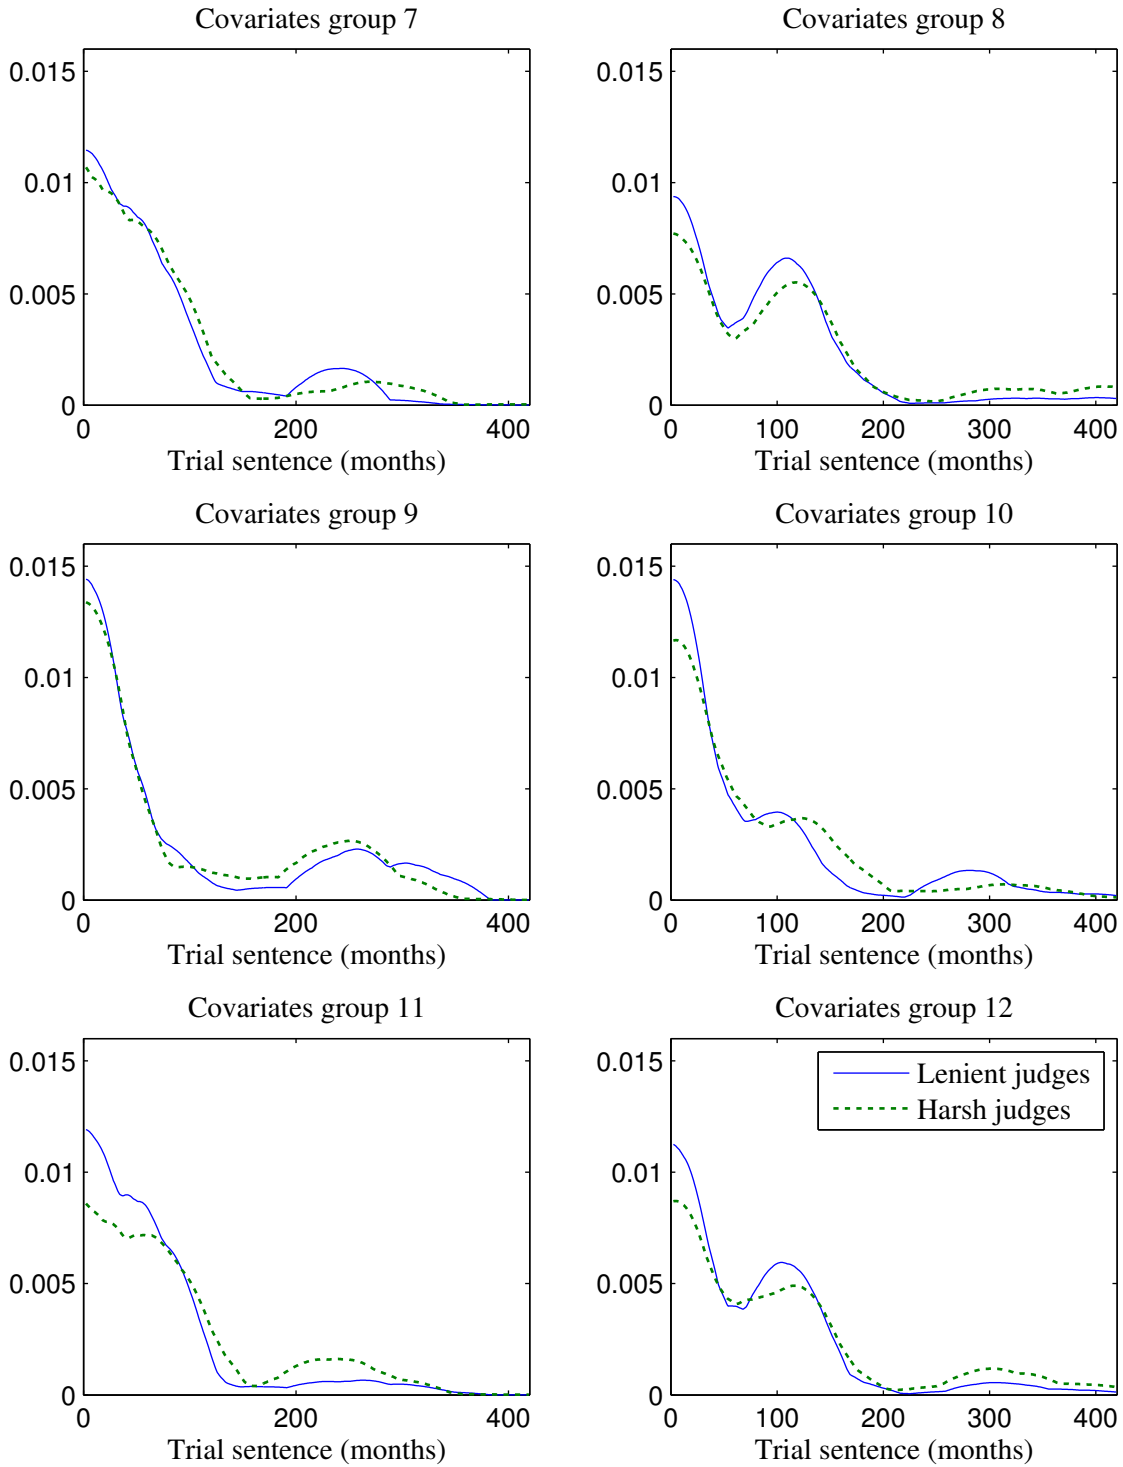 Covariates group 7
0.015
0.01
0.005
0
0 200 400
Trial sentence (months)
Covariates group 8
0.015
0.01
0.005
0
0 100 200 300 400
Trial sentence (months)
Covariates group 9
0.015
0.01
0.005
0
0 200 400
Trial sentence (months)
Covariates group 10
0.015
0.01
0.005
0
0 100 200 300 400
Trial sentence (months)
Covariates group 11
0.015
0.01
0.005
0
0 200 400
Trial sentence (months)
Covariates group 12
0.015
0.01
0.005
0
0 100 200 300 400
Trial sentence (months)
Lenient judges
Harsh judges